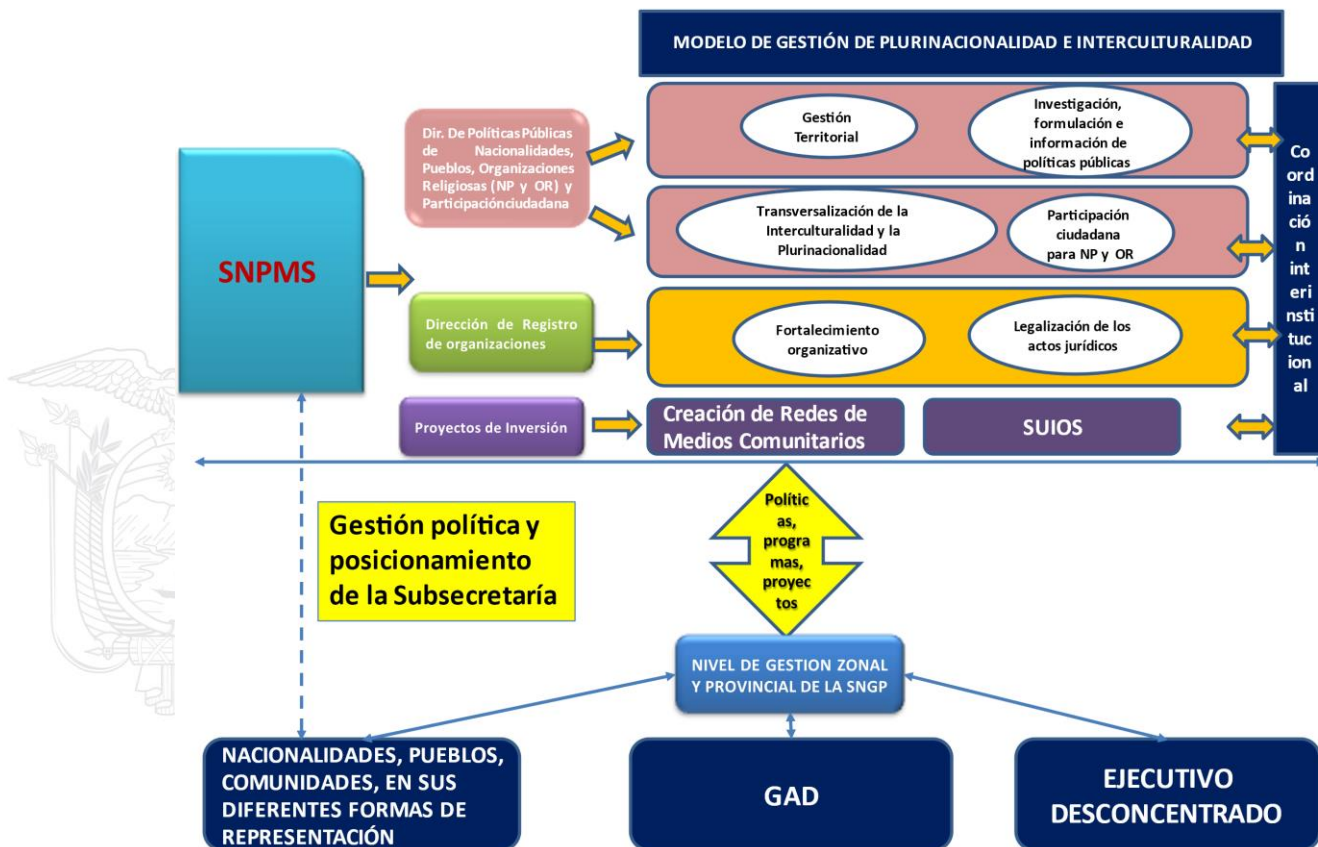 MODELO DE GESTIÓN DE PLURINACIONALIDAD E INTERCULTURALIDAD
Dir. De Políticas Públicas
de Nacionalidades,
Pueblos, Organizaciones
Religiosas (NP y OR) y
Participaciónciudadana
Gestión
Territorial
Investigación,
formulación e
información de
políticas públicas
SNPMS
Transversalización de la
Interculturalidad y la
Plurinacionalidad
Participación
ciudadana
para NP y OR
Dirección de Registro
de organizaciones
Fortalecimiento
organizativo
Legalización de los
actos jurídicos
Proyectos de Inversión
Creación de Redes de
Medios Comunitarios
SUIOS
Co
ord
ina
ció
n
int
eri
nsti
tuc
ion
al
Gestión política y
posicionamiento
de la Subsecretaría
Polític
as,
progra
mas,
proyec
tos
NIVEL DE GESTION ZONAL
Y PROVINCIAL DE LA SNGP
NACIONALIDADES, PUEBLOS,
COMUNIDADES, EN SUS
DIFERENTES FORMAS DE
REPRESENTACIÓN
GAD
EJECUTIVO
DESCONCENTRADO